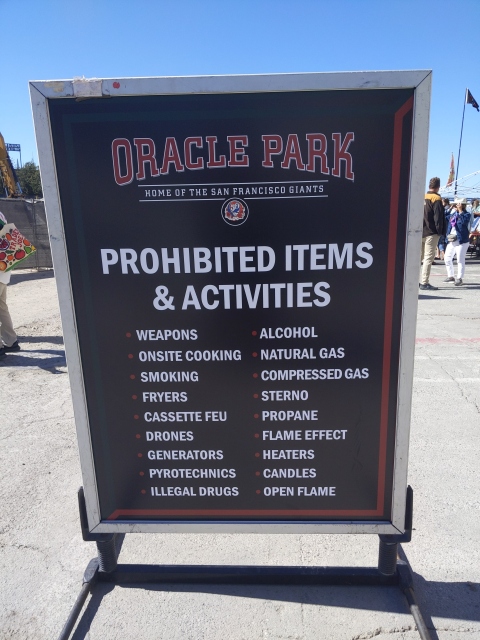 ORACLE PARK
HOME OF THE SAN FRANCISCO GIANTS
PROHIBITED ITEMS
& ACTIVITIES
WEAPONS
ONSITE COOKING
SMOKING
FRYERS
CASSETTE FEU
DRONES
GENERATORS
PYROTECHNICS
ILLEGAL DRUGS
ALCOHOL
NATURAL GAS
COMPRESSED GAS
STERNO
PROPANE
FLAME EFFECT
HEATERS
CANDLES
OPEN FLAME